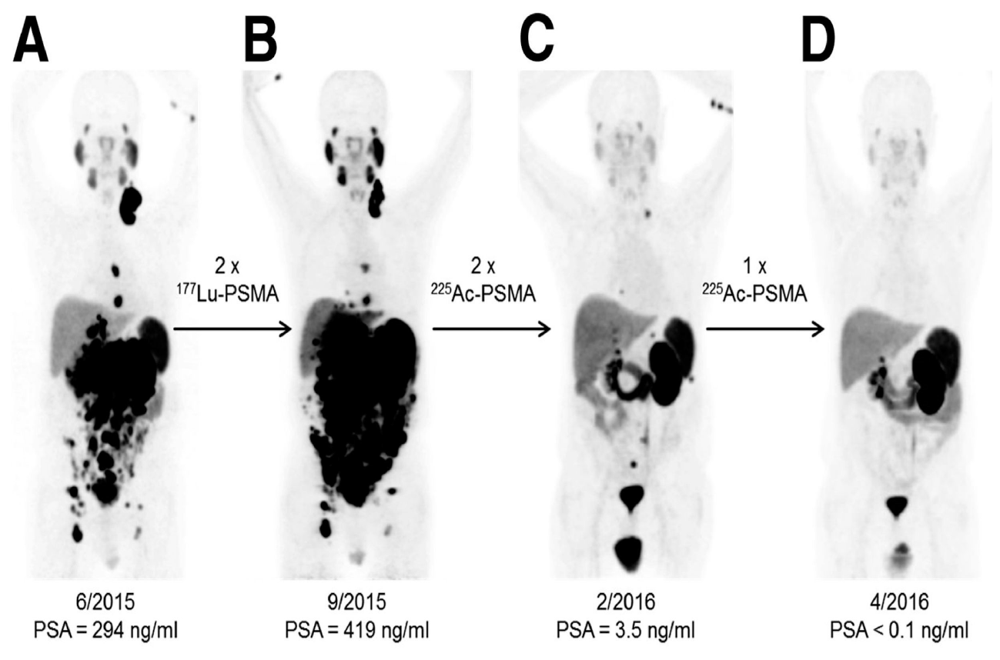 A
B
C
D
2 x
¹⁷⁷Lu-PSMA
2 x
²²⁵Ac-PSMA
1 x
²²⁵Ac-PSMA
6/2015
PSA = 294 ng/ml
9/2015
PSA = 419 ng/ml
2/2016
PSA = 3.5 ng/ml
4/2016
PSA < 0.1 ng/ml